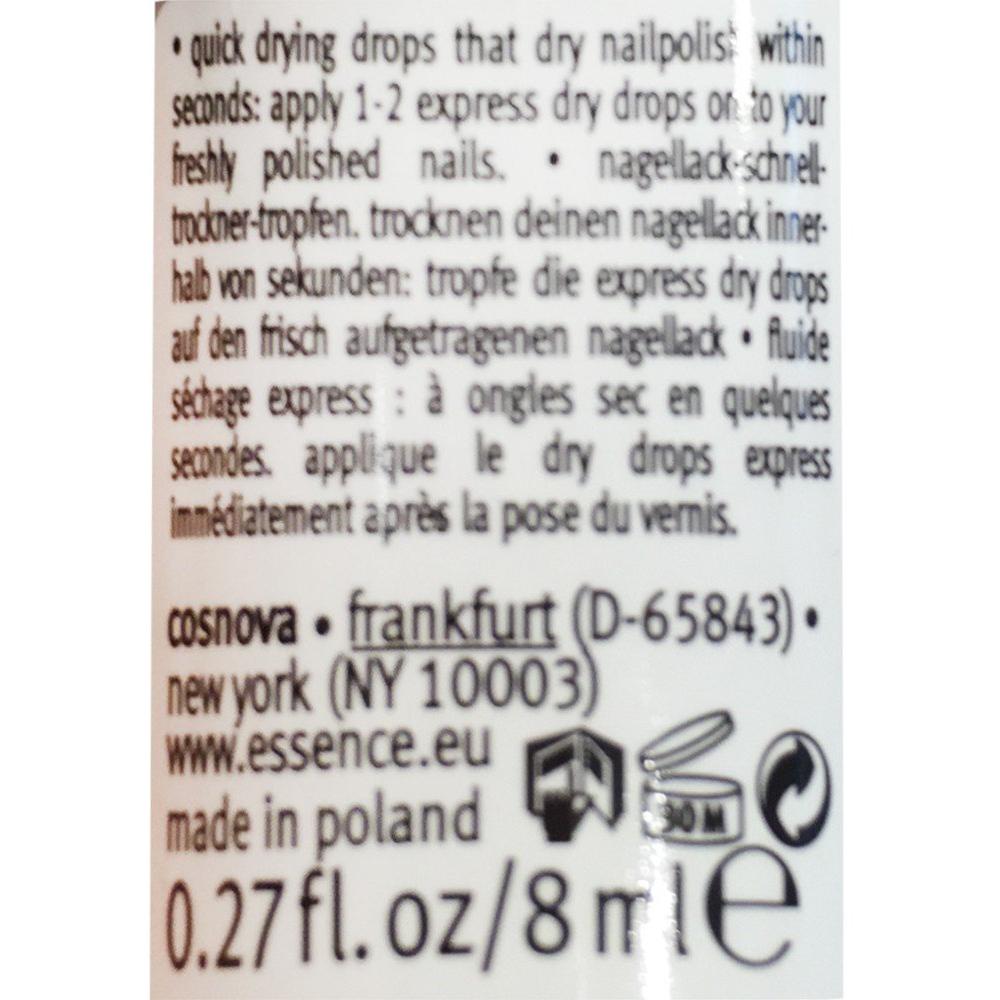 • quick drying drops that dry nailpolish within
seconds: apply 1-2 express dry drops on to your
freshly polished nails. • nagellack-schnell-
trockner-tropfen. trocknen deinen nagellack inner-
halb von sekunden: tropfe die express dry drops
auf den frisch aufgetragenen nagellack • fluide
séchage express : à ongles sec en quelques
secondes. applique le dry drops express
immédiatement après la pose du vernis.
cosnova • frankfurt (D-65843) •
new york (NY 10003)
www.essence.eu
made in poland
30 M
0.27 fl. oz/8 ml e